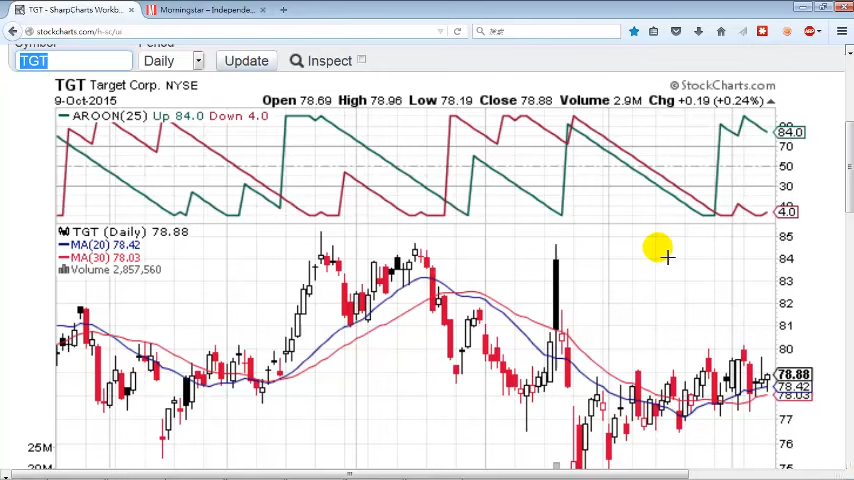 TGT - SharpCharts Workb...
Morningstar – Independe...
stockcharts.com/h-sc/ui
Symbol Period
TGT Daily Update Inspect
TGT Target Corp. NYSE © StockCharts.com
9-Oct-2015 Open 78.69 High 78.96 Low 78.19 Close 78.88 Volume 2.9M Chg +0.19 (+0.24%)
AROON(25) Up 84.0 Down 4.0
90
84.0
70
50
30
4.0
TGT (Daily) 78.88
MA(20) 78.42
MA(30) 78.03
Volume 2,857,560
85
84
83
82
81
80
78.88
78.42
78.03
77
76
75
25M
20M